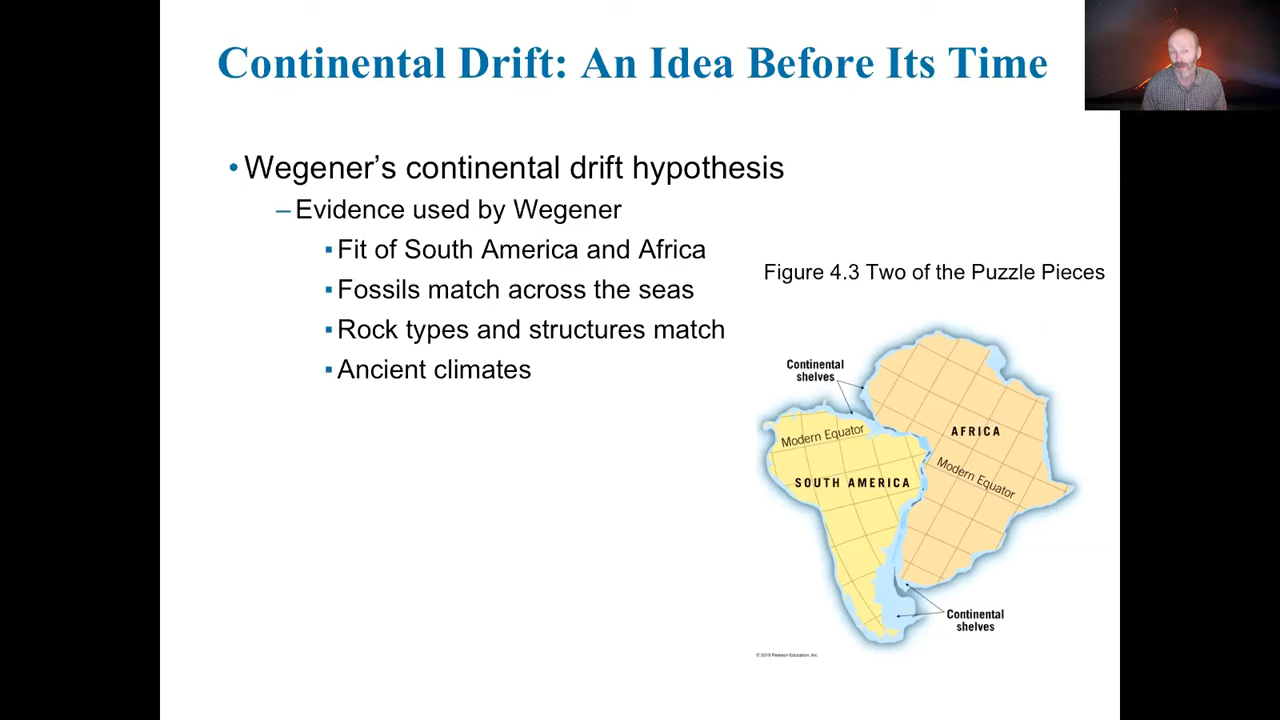 Continental Drift: An Idea Before Its Time
• Wegener’s continental drift hypothesis
– Evidence used by Wegener
▪ Fit of South America and Africa
▪ Fossils match across the seas
▪ Rock types and structures match
▪ Ancient climates
Figure 4.3 Two of the Puzzle Pieces
Continental
shelves
AFRICA
Modern Equator
Modern Equator
SOUTH AMERICA
Continental
shelves
© 2018 Pearson Education, Inc.